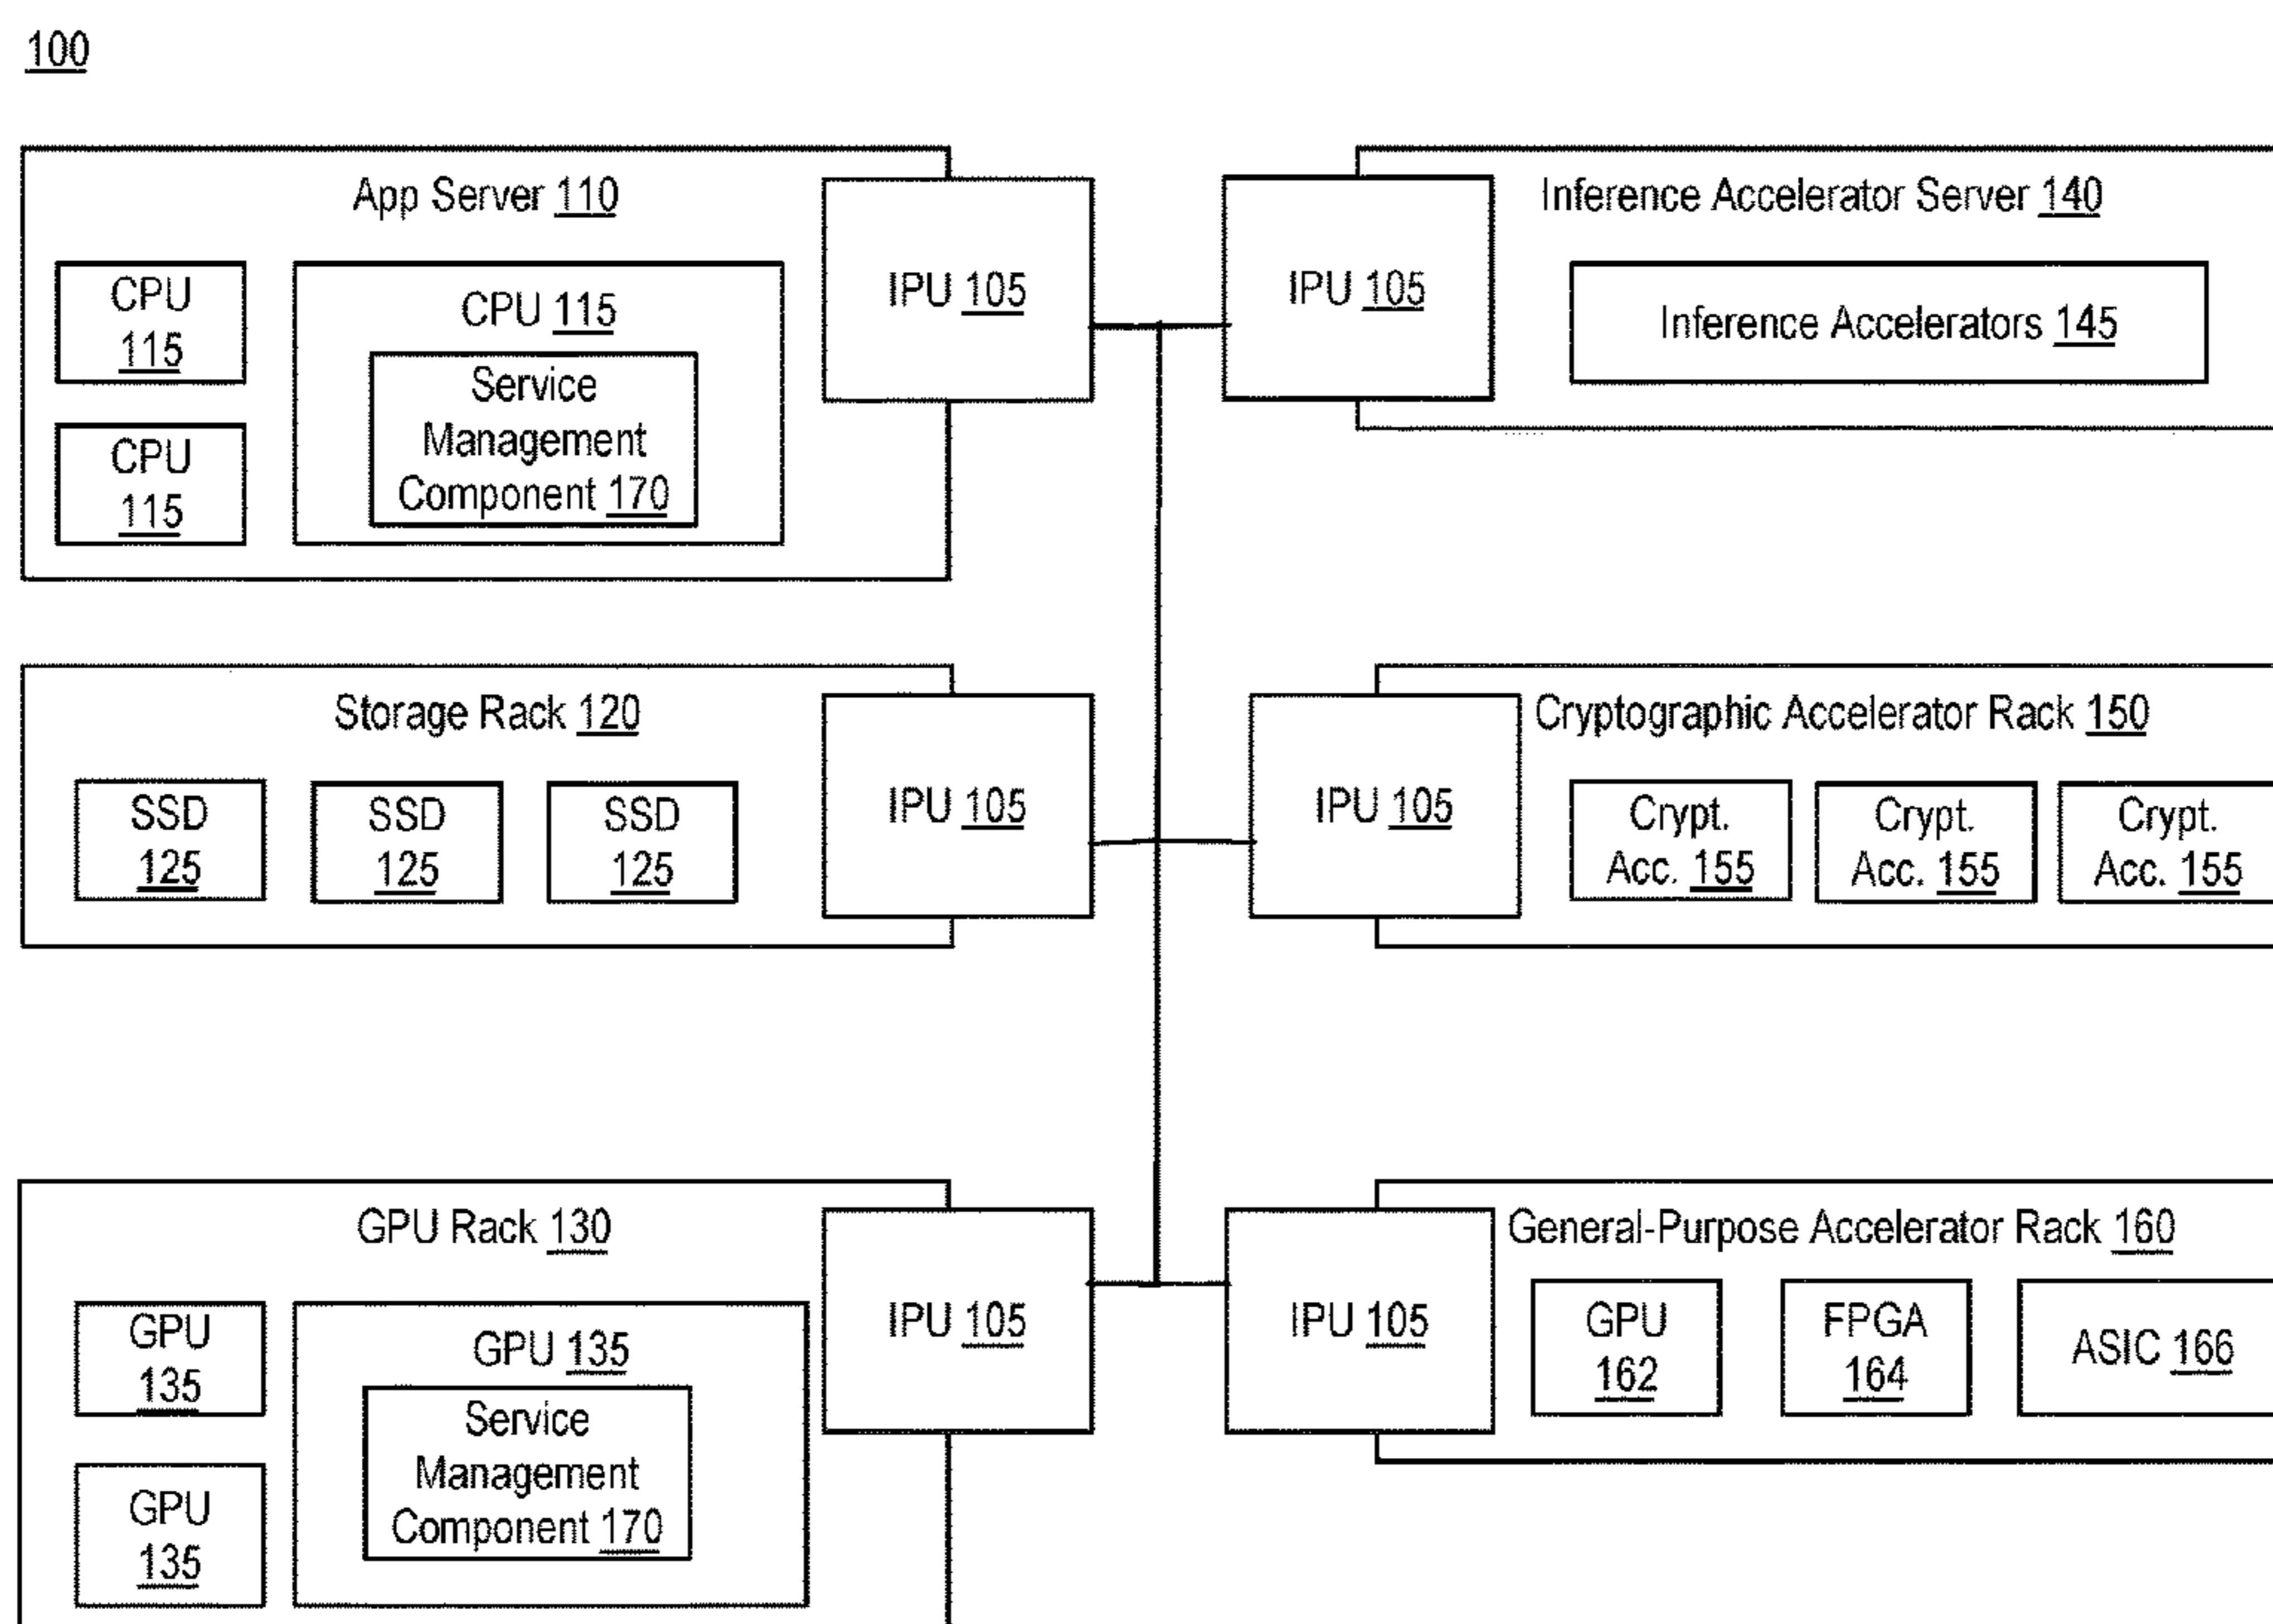 100
App Server 110
CPU
115
CPU
115
CPU 115
Service
Management
Component 170
IPU 105
IPU 105
Inference Accelerator Server 140
Inference Accelerators 145
Storage Rack 120
SSD
125
SSD
125
SSD
125
IPU 105
IPU 105
Cryptographic Accelerator Rack 150
Crypt.
Acc. 155
Crypt.
Acc. 155
Crypt.
Acc. 155
GPU Rack 130
GPU
135
GPU
135
GPU 135
Service
Management
Component 170
IPU 105
IPU 105
General-Purpose Accelerator Rack 160
GPU
162
FPGA
164
ASIC 166